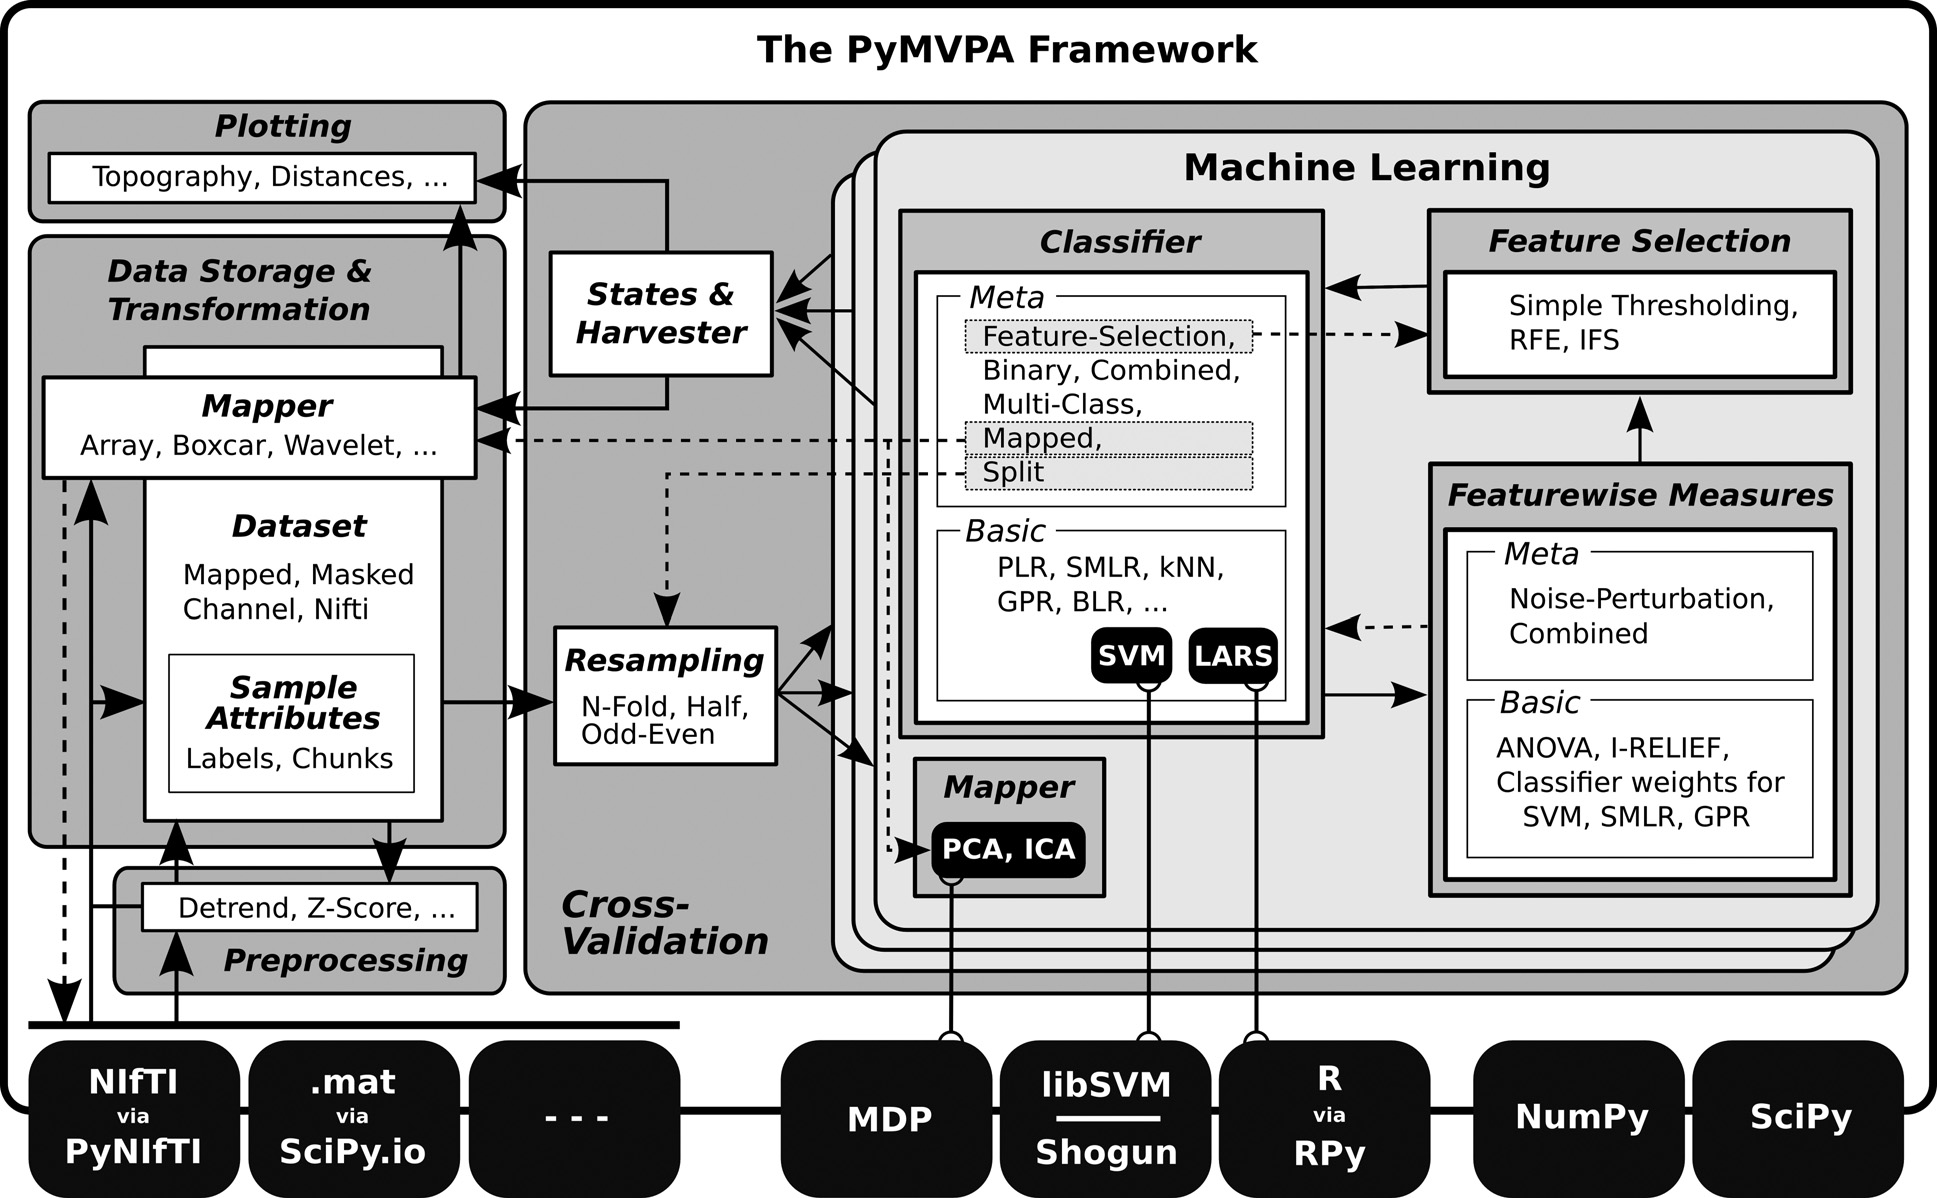 The PyMVPA Framework
Plotting
Topography, Distances, ...
Data Storage &
Transformation
Mapper
Array, Boxcar, Wavelet, ...
Dataset
Mapped, Masked
Channel, Nifti
Sample
Attributes
Labels, Chunks
Detrend, Z-Score, ...
Preprocessing
States &
Harvester
Resampling
N-Fold, Half,
Odd-Even
Cross-
Validation
Machine Learning
Classifier
Meta
Feature-Selection,
Binary, Combined,
Multi-Class,
Mapped,
Split
Basic
PLR, SMLR, kNN,
GPR, BLR, ...
SVM
LARS
Mapper
PCA, ICA
Feature Selection
Simple Thresholding,
RFE, IFS
Featurewise Measures
Meta
Noise-Perturbation,
Combined
Basic
ANOVA, I-RELIEF,
Classifier weights for
SVM, SMLR, GPR
NIfTI
via
PyNIfTI
.mat
via
SciPy.io
- - -
MDP
libSVM
Shogun
R
via
RPy
NumPy
SciPy